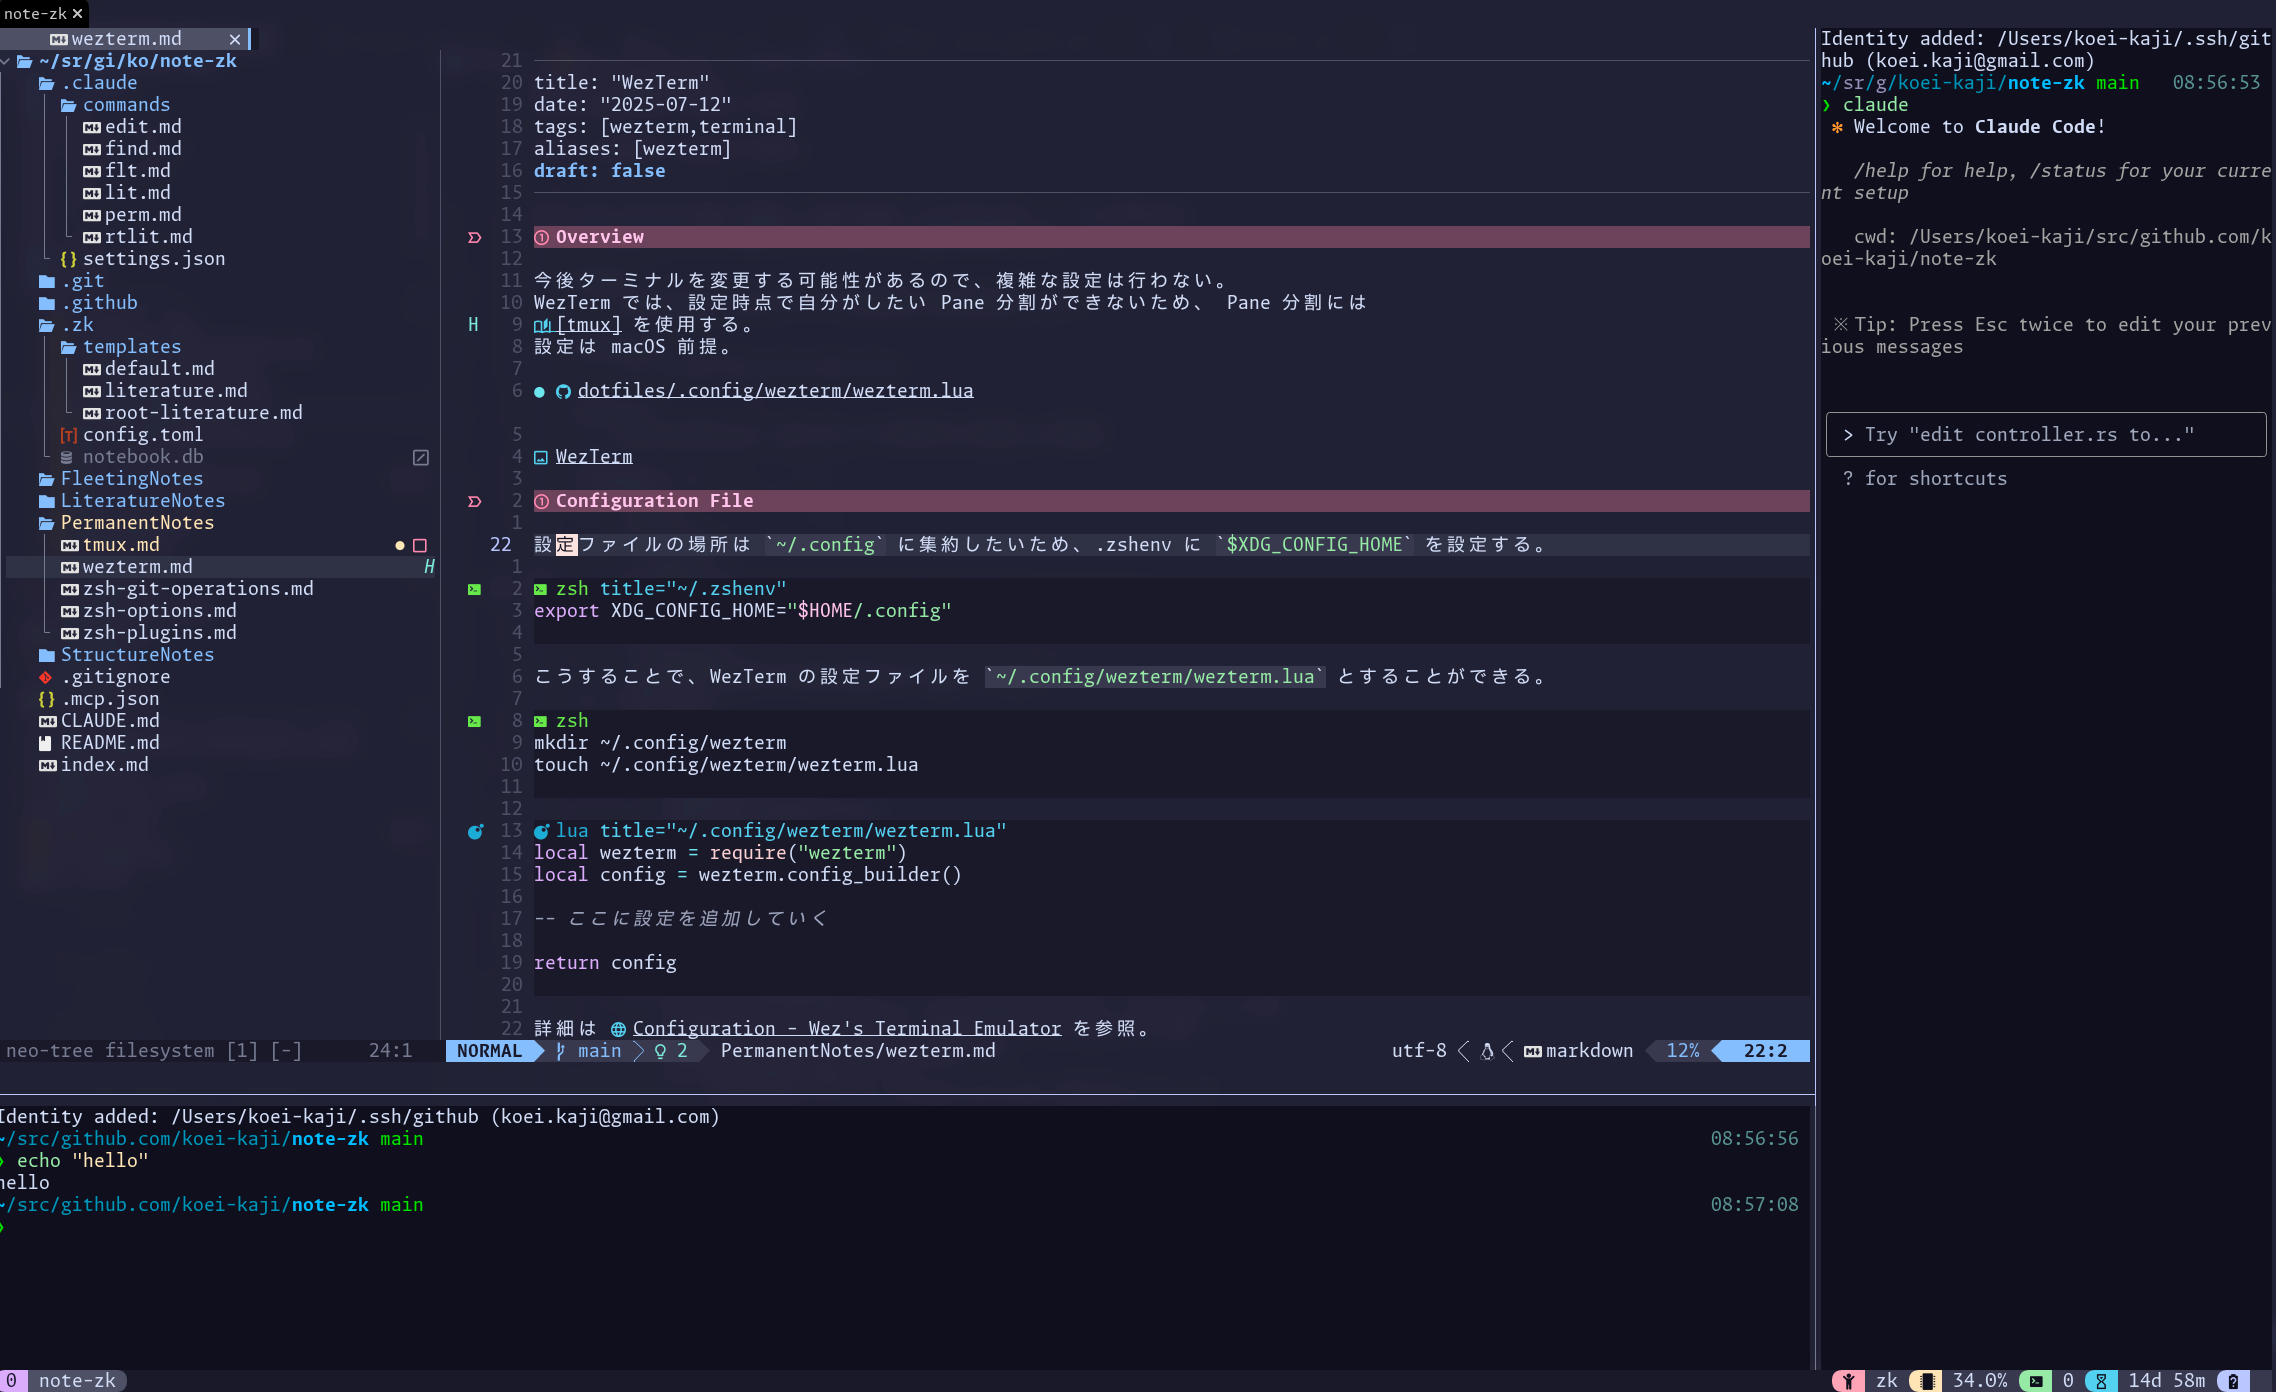 note-zk ×
wezterm.md ×
~/sr/gi/ko/note-zk
.claude
commands
edit.md
find.md
flt.md
lit.md
perm.md
rtlit.md
settings.json
.git
.github
.zk
templates
default.md
literature.md
root-literature.md
config.toml
notebook.db
FleetingNotes
LiteratureNotes
PermanentNotes
tmux.md
wezterm.md H
zsh-git-operations.md
zsh-options.md
zsh-plugins.md
StructureNotes
.gitignore
.mcp.json
CLAUDE.md
README.md
index.md
neo-tree filesystem [1] [-] 24:1
21
20 title: "WezTerm"
19 date: "2025-07-12"
18 tags: [wezterm,terminal]
17 aliases: [wezterm]
16 draft: false
15
14
13 ① Overview
12
11 今後ターミナルを変更する可能性があるので、複雑な設定は行わない。
10 WezTerm では、設定時点で自分がしたい Pane 分割ができないため、 Pane 分割には
H 9 [tmux] を使用する。
8 設定は macOS 前提。
7
6 ● dotfiles/.config/wezterm/wezterm.lua
5
4 WezTerm
3
2 ① Configuration File
1
22 設定ファイルの場所は `~/.config` に集約したいため、.zshenv に `$XDG_CONFIG_HOME` を設定する。
1
2 zsh title="~/.zshenv"
3 export XDG_CONFIG_HOME="$HOME/.config"
4
5
6 こうすることで、WezTerm の設定ファイルを `~/.config/wezterm/wezterm.lua` とすることができる。
7
8 zsh
9 mkdir ~/.config/wezterm
10 touch ~/.config/wezterm/wezterm.lua
11
12
13 lua title="~/.config/wezterm/wezterm.lua"
14 local wezterm = require("wezterm")
15 local config = wezterm.config_builder()
16
17 -- ここに設定を追加していく
18
19 return config
20
21
22 詳細は Configuration - Wez's Terminal Emulator を参照。
NORMAL main 2 PermanentNotes/wezterm.md utf-8 markdown 12% 22:2
Identity added: /Users/koei-kaji/.ssh/git
hub (koei.kaji@gmail.com)
~/sr/g/koei-kaji/note-zk main 08:56:53
❯ claude
✻ Welcome to Claude Code!
/help for help, /status for your curre
nt setup
cwd: /Users/koei-kaji/src/github.com/k
oei-kaji/note-zk
※ Tip: Press Esc twice to edit your prev
ious messages
> Try "edit controller.rs to..."
? for shortcuts
Identity added: /Users/koei-kaji/.ssh/github (koei.kaji@gmail.com)
~/src/github.com/koei-kaji/note-zk main 08:56:56
❯ echo "hello"
hello
~/src/github.com/koei-kaji/note-zk main 08:57:08
❯
0 note-zk zk 34.0% 0 14d 58m